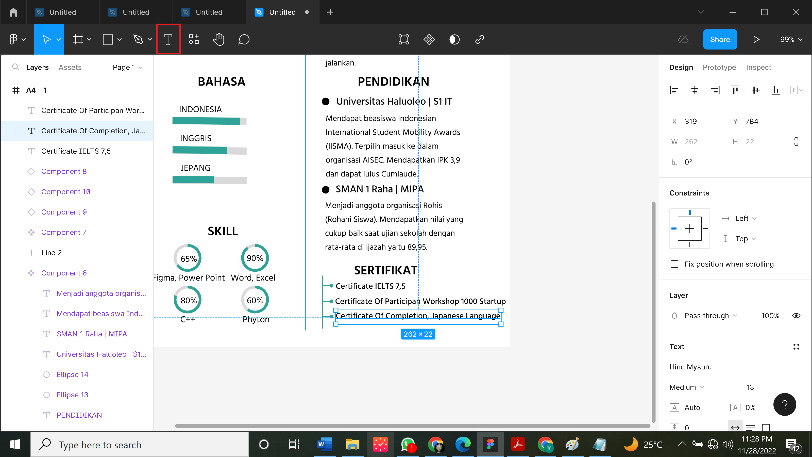 Untitled
Untitled
Untitled
Untitled
Share
99%
Layers
Assets
Page 1
Design
Prototype
Inspect
A4 - 1
Certificate Of Participan Wor...
Certificate Of Completion, Ja...
Certificate IELTS 7,5
Component 8
Component 10
Component 9
Component 7
Line 2
Component 6
Menjadi anggota organis...
Mendapat beasiswa Ind...
SMAN 1 Raha | MIPA
Universitas Haluoleo | S1...
Ellipse 14
Ellipse 13
PENDIDIKAN
BAHASA
INDONESIA
INGGRIS
JEPANG
SKILL
65%
90%
Figma, Power Point
Word, Excel
80%
60%
C++
Phyton
jalankan.
PENDIDIKAN
Universitas Haluoleo | S1 IT
Mendapat beasiswa Indonesian
International Student Mobility Awards
(IISMA). Terpilih masuk ke dalam
organisasi AISEC. Mendapatkan IPK 3,9
dan dapat lulus Cumlaude.
SMAN 1 Raha | MIPA
Menjadi anggota organisasi Rohis
(Rohani Siswa). Mendapatkan nilai yang
cukup baik saat ujian sekolah dengan
rata-rata di ijazah yaitu 89,95.
SERTIFIKAT
Certificate IELTS 7,5
Certificate Of Participan Workshop 1000 Startup
Certificate Of Completion, Japanese Language
262 × 22
X 319
Y 784
W 262
H 22
0°
Constraints
Left
Top
Fix position when scrolling
Layer
Pass through
100%
Text
Hind Mysuru
Medium
13
Auto
|A| 0%
0
?
Type here to search
25°C
11:28 PM
11/28/2022